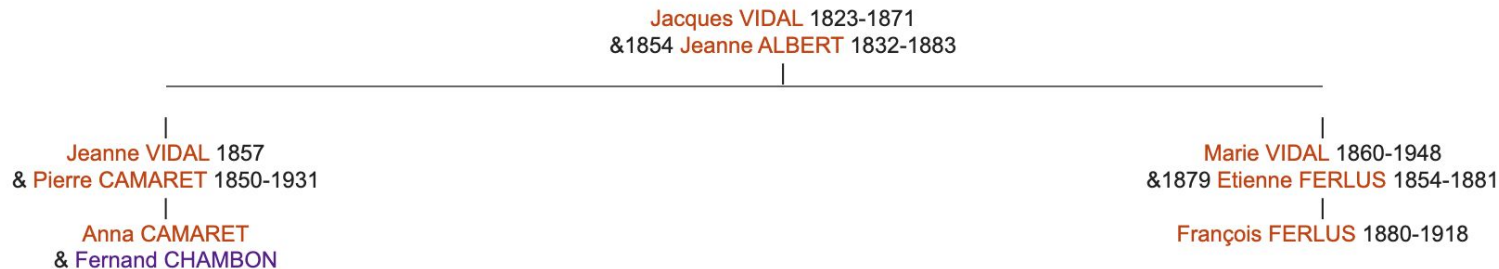 Jacques VIDAL 1823-1871
&1854 Jeanne ALBERT 1832-1883
Jeanne VIDAL 1857
& Pierre CAMARET 1850-1931
Anna CAMARET
& Fernand CHAMBON
Marie VIDAL 1860-1948
&1879 Etienne FERLUS 1854-1881
François FERLUS 1880-1918